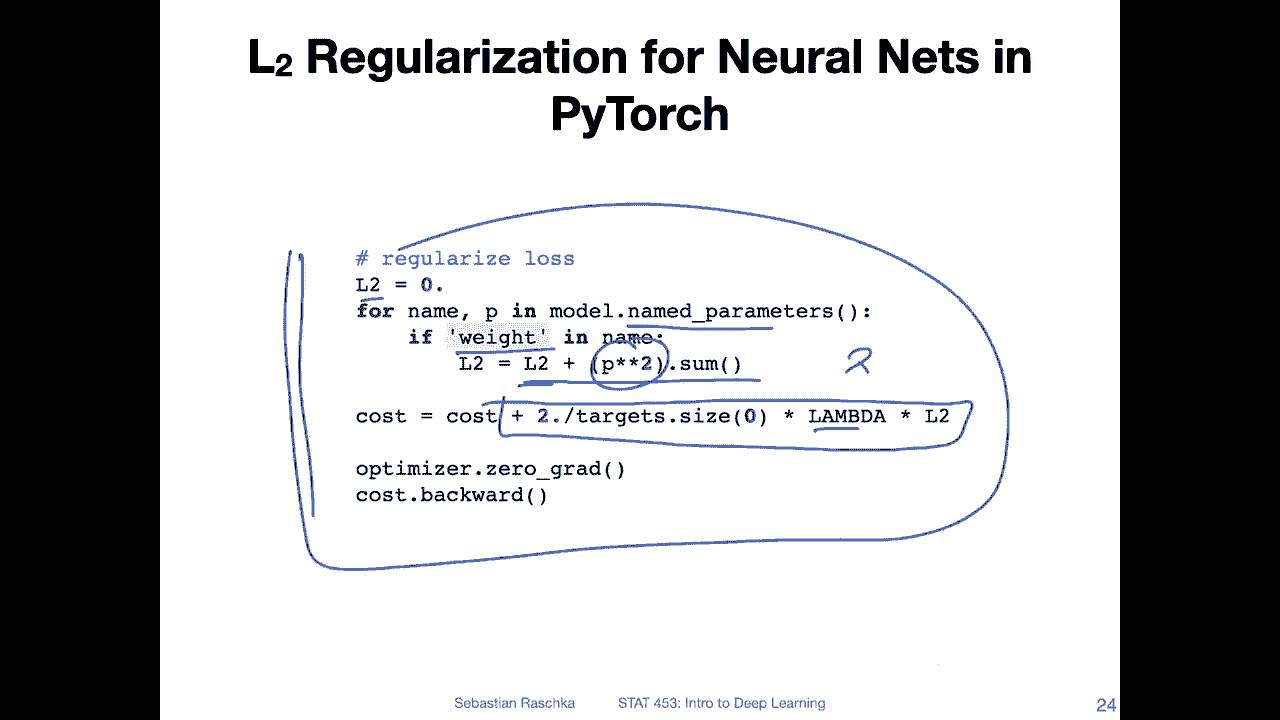 L₂ Regularization for Neural Nets in
PyTorch
# regularize loss
L2 = 0.
for name, p in model.named_parameters():
    if 'weight' in name:
        L2 = L2 + (p**2).sum()
2
cost = cost + 2./targets.size(0) * LAMBDA * L2
optimizer.zero_grad()
cost.backward()
Sebastian Raschka STAT 453: Intro to Deep Learning 24